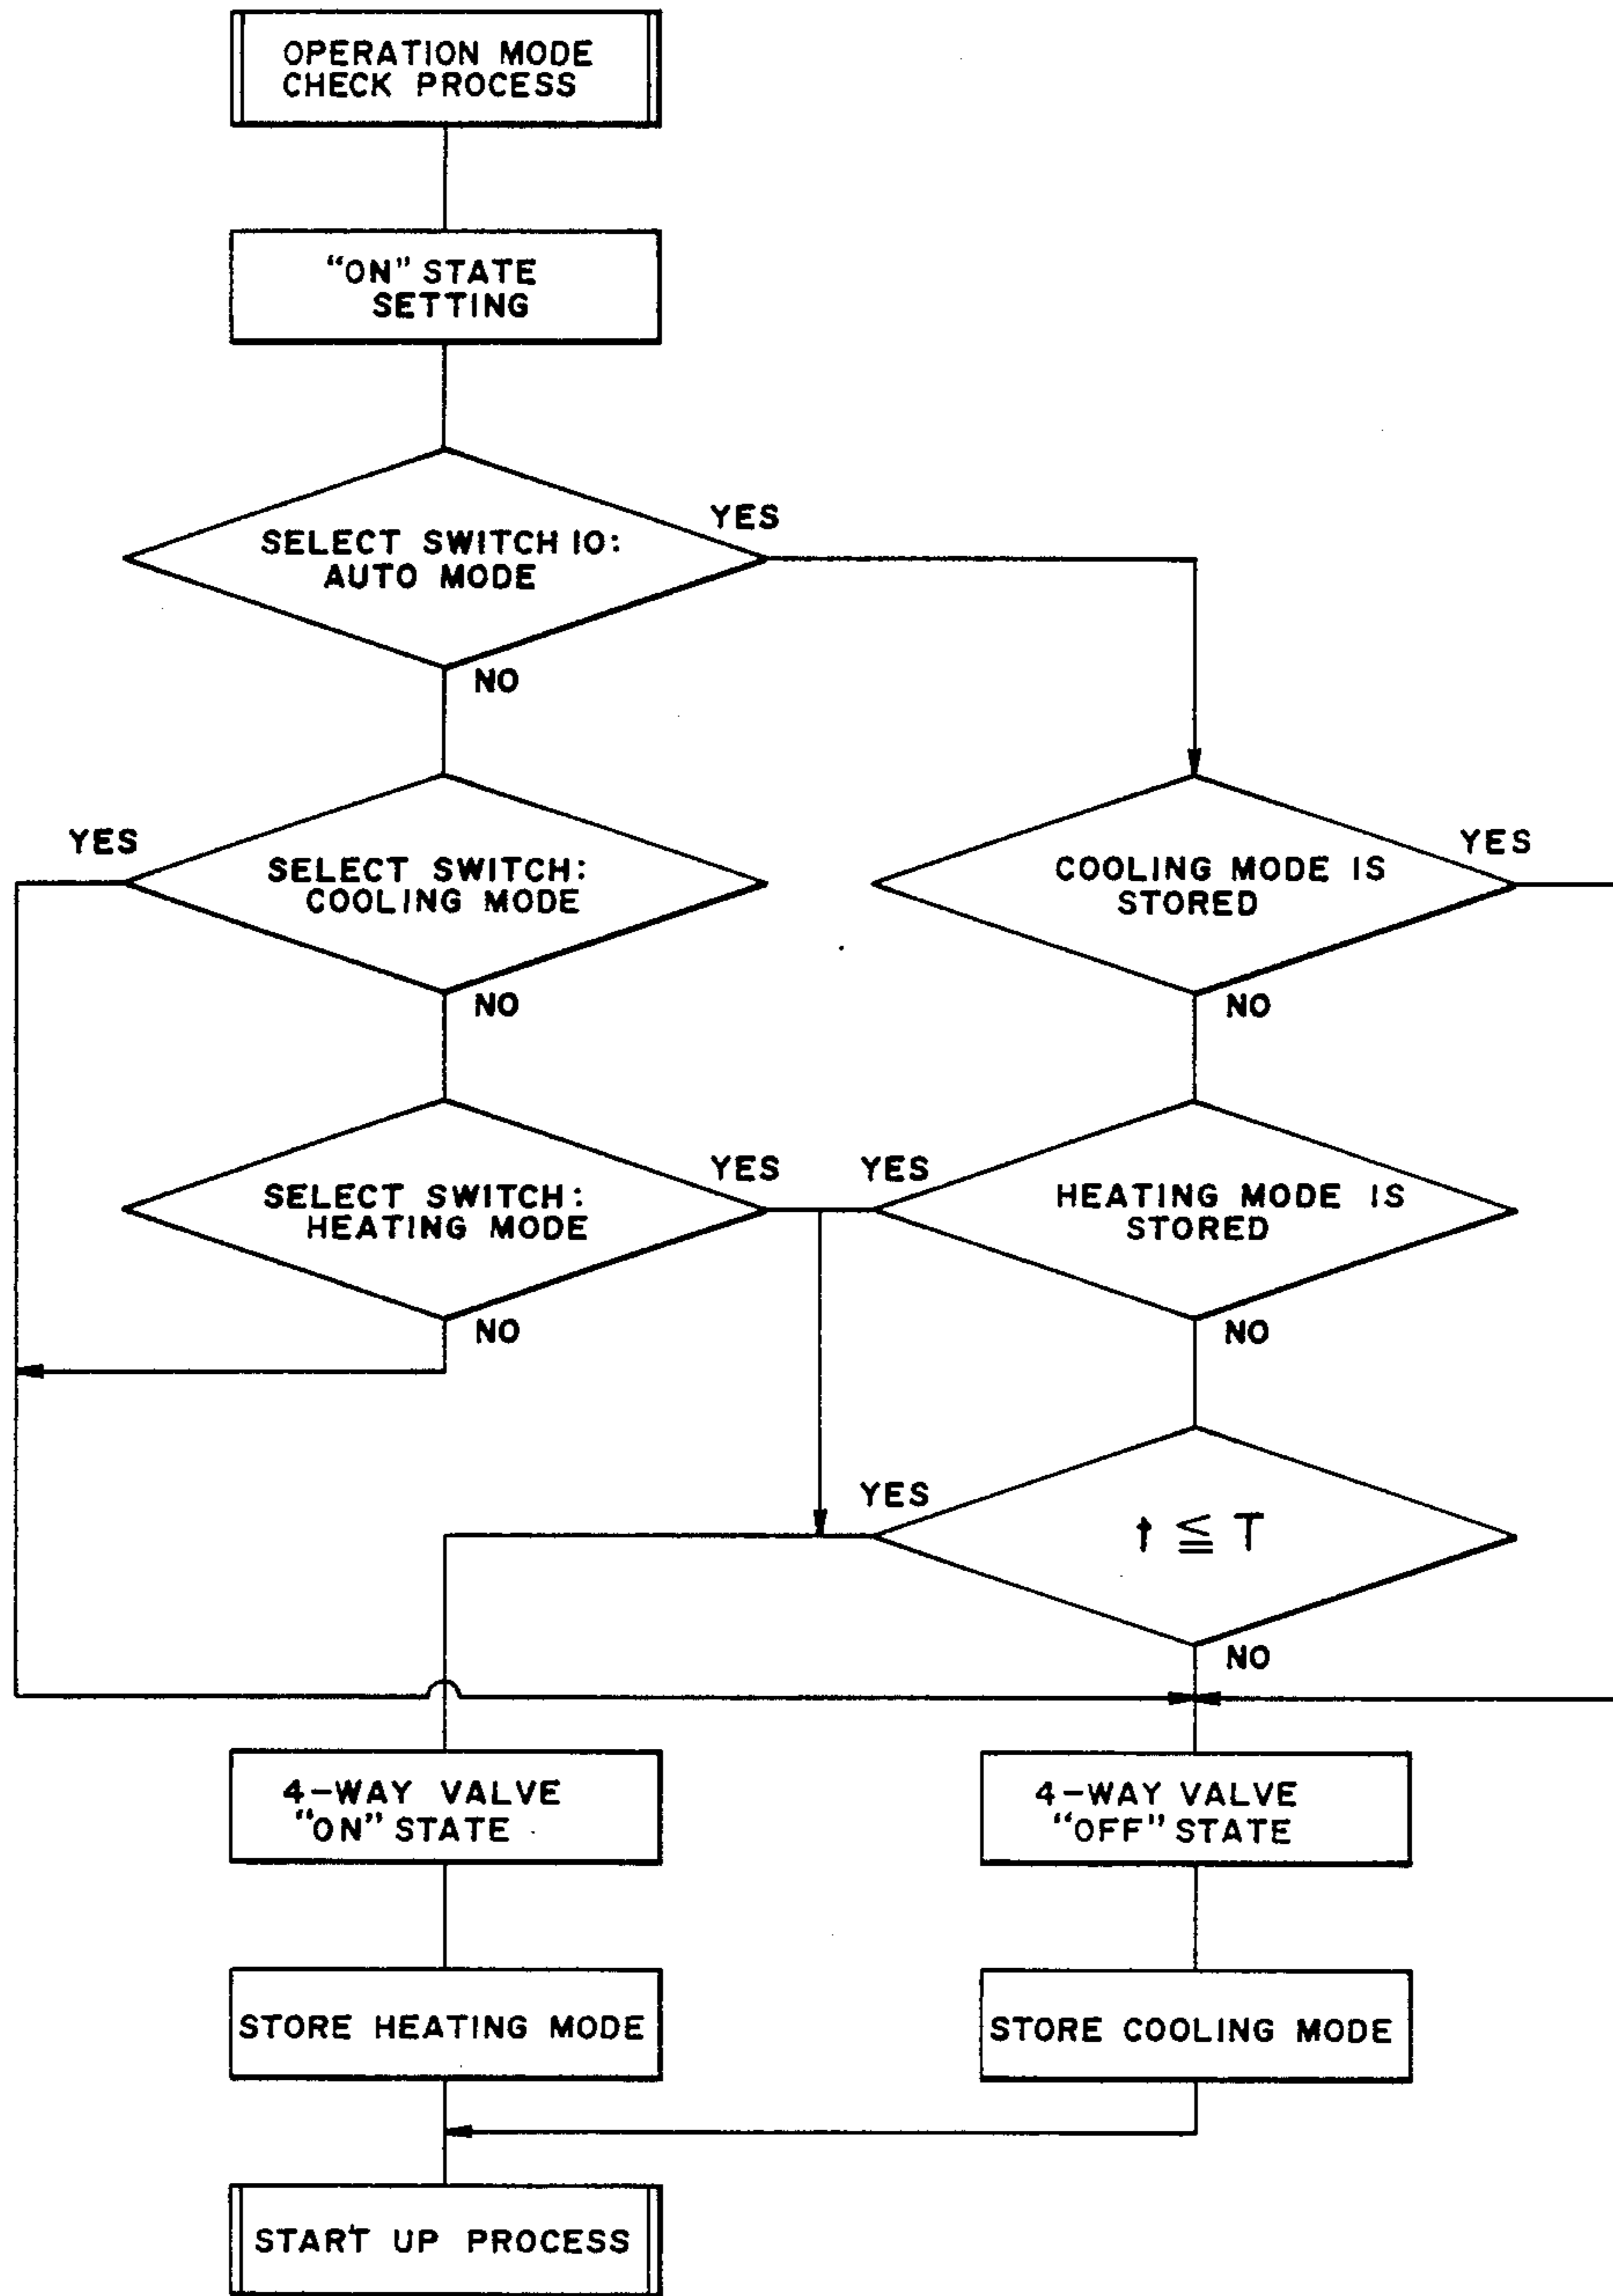 OPERATION MODE
CHECK PROCESS
"ON" STATE
SETTING
YES
SELECT SWITCH 10:
AUTO MODE
NO
YES
SELECT SWITCH:
COOLING MODE
NO
YES
COOLING MODE IS
STORED
NO
YES
SELECT SWITCH:
HEATING MODE
NO
YES
HEATING MODE IS
STORED
NO
YES
t ≦ T
NO
4-WAY VALVE
"ON" STATE
4-WAY VALVE
"OFF" STATE
STORE HEATING MODE
STORE COOLING MODE
START UP PROCESS